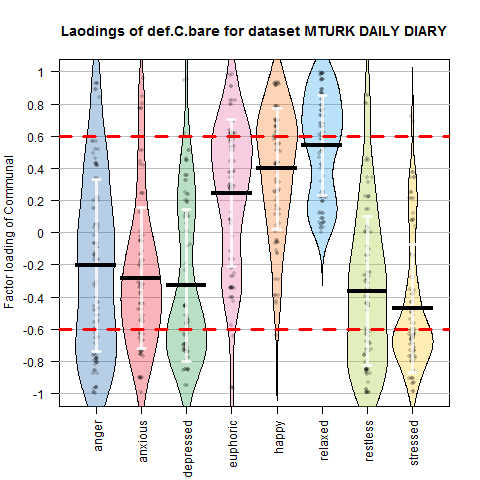 Laodings of def.C.bare for dataset MTURK DAILY DIARY
Factor loading of Communal
1
0.8
0.6
0.4
0.2
0
-0.2
-0.4
-0.6
-0.8
-1
anger
anxious
depressed
euphoric
happy
relaxed
restless
stressed